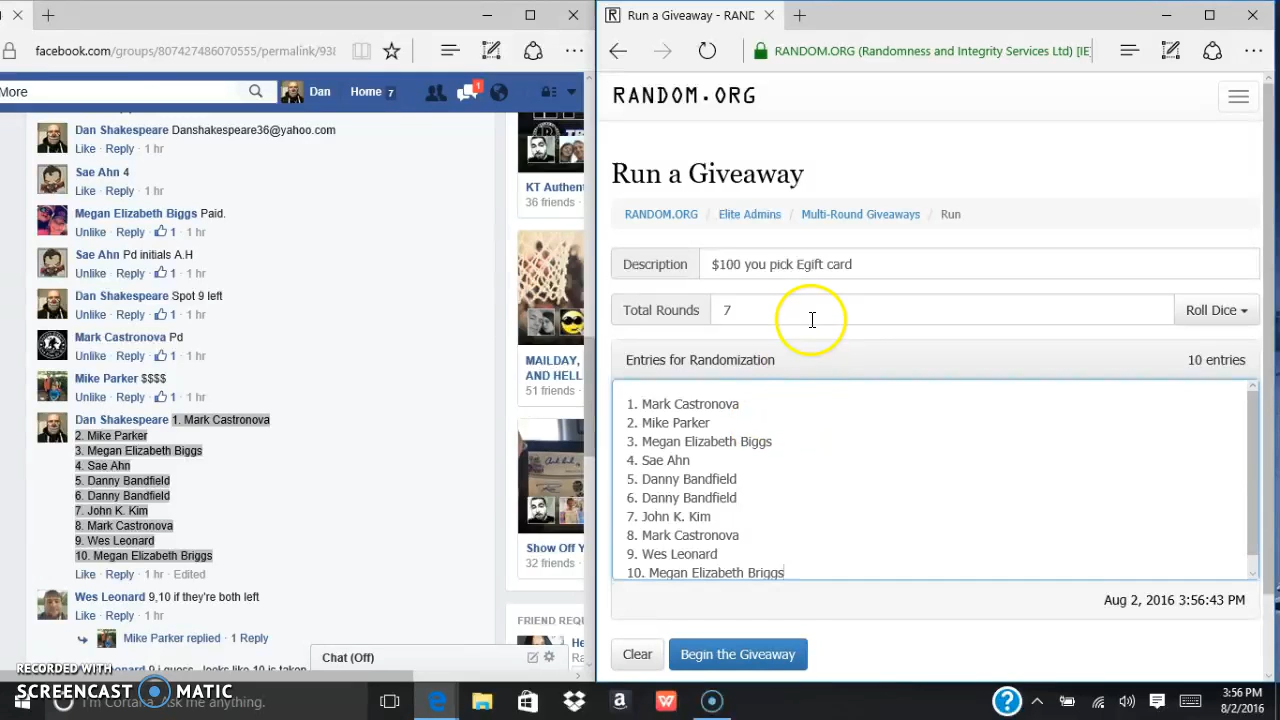 facebook.com/groups/807427486070555/permalink/938
More
Dan
Home 7
1
Dan Shakespeare Danshakespeare36@yahoo.com
Like · Reply · 1 hr
Sae Ahn 4
Like · Reply · 1 hr
Megan Elizabeth Biggs Paid.
Unlike · Reply · 1 · 1 hr
Sae Ahn Pd initials A.H
Unlike · Reply · 1 · 1 hr
Dan Shakespeare Spot 9 left
Unlike · Reply · 1 · 1 hr
Mark Castronova Pd
Unlike · Reply · 1 · 1 hr
Mike Parker $$$$
Unlike · Reply · 1 · 1 hr
Dan Shakespeare 1. Mark Castronova
2. Mike Parker
3. Megan Elizabeth Biggs
4. Sae Ahn
5. Danny Bandfield
6. Danny Bandfield
7. John K. Kim
8. Mark Castronova
9. Wes Leonard
10. Megan Elizabeth Briggs
Like · Reply · 1 hr · Edited
Wes Leonard 9,10 if they're both left
Like · Reply · 1 hr
Mike Parker replied · 1 Reply
KT Authen
36 friends
MAILDAY,
AND HELL
51 friends
Show Off Y
32 friends
FRIEND REQU
He
Chat (Off)
Run a Giveaway - RAND
RANDOM.ORG (Randomness and Integrity Services Ltd) [IE]
RANDOM.ORG
Run a Giveaway
RANDOM.ORG / Elite Admins / Multi-Round Giveaways / Run
Description $100 you pick Egift card
Total Rounds 7 Roll Dice
Entries for Randomization 10 entries
1. Mark Castronova
2. Mike Parker
3. Megan Elizabeth Biggs
4. Sae Ahn
5. Danny Bandfield
6. Danny Bandfield
7. John K. Kim
8. Mark Castronova
9. Wes Leonard
10. Megan Elizabeth Briggs
Aug 2, 2016 3:56:43 PM
Clear
Begin the Giveaway
RECORDED WITH
SCREENCAST MATIC
I'm Cortana. Ask me anything.
3:56 PM
8/2/2016